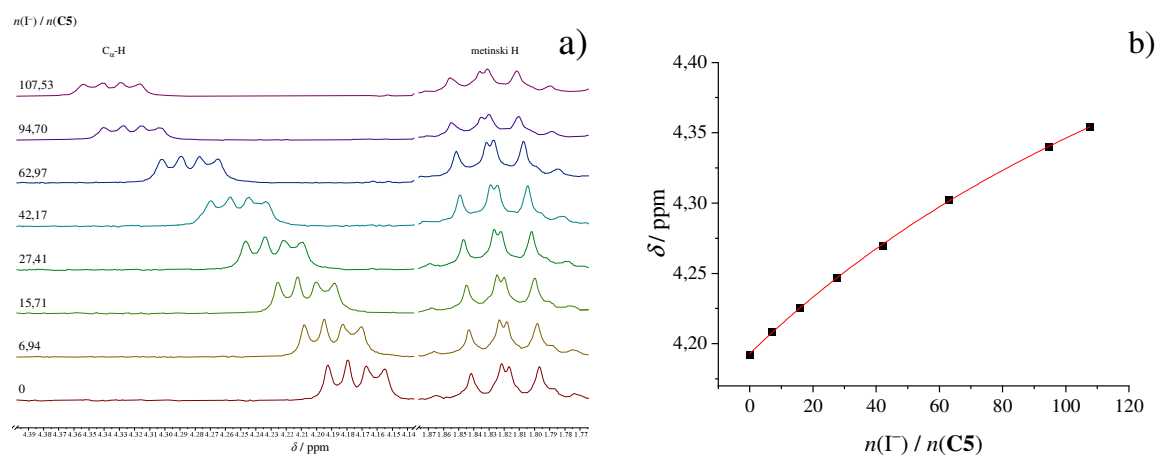 n(I⁻) / n(C5)
Cα-H
metinski H
a)
107,53
94,70
62,97
42,17
27,41
15,71
6,94
0
4.39 4.38 4.37 4.36 4.35 4.34 4.33 4.32 4.31 4.30 4.29 4.28 4.27 4.26 4.25 4.24 4.23 4.22 4.21 4.20 4.19 4.18 4.17 4.16 4.15 4.14
1.87 1.86 1.85 1.84 1.83 1.82 1.81 1.80 1.79 1.78 1.77
δ / ppm
b)
4,40
4,35
4,30
4,25
4,20
δ / ppm
0 20 40 60 80 100 120
n(I⁻) / n(C5)